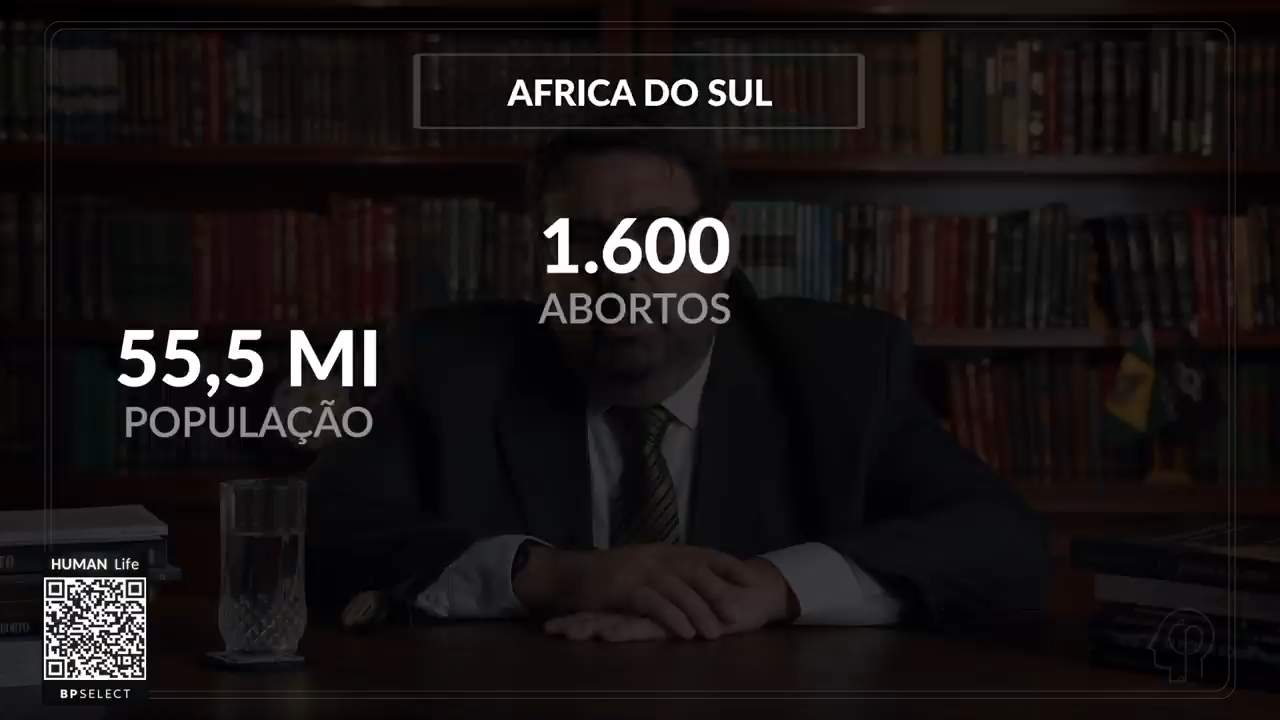 AFRICA DO SUL
1.600
ABORTOS
55,5 MI
POPULAÇÃO
HUMAN Life
BPSELECT